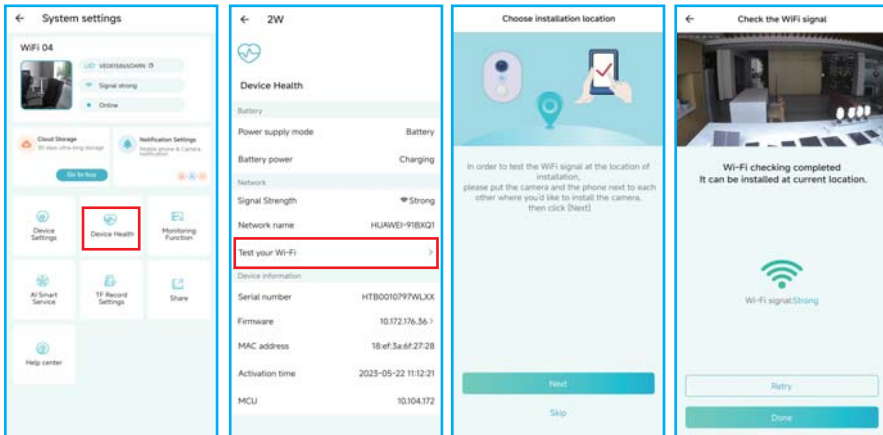 ← System settings
WiFi 04
Signal strong
Online
Cloud Storage
30 days ultra-long storage
Notification Settings
Mobile phone & Camera
notification
Go to buy
Device
Settings
Device Health
Monitoring
Function
AI Smart
Service
TF Record
Settings
Share
Help center
← 2W
Device Health
Battery
Power supply mode Battery
Battery power Charging
Network
Signal Strength Strong
Network name HUAWEI-91BXQ1
Test your Wi-Fi >
Device information
Serial number HTB0010797WLXX
Firmware 10.172.176.36 >
MAC address 18:ef:3a:6f:27:28
Activation time 2023-05-22 11:12:21
MCU 10.104.172
Choose installation location
In order to test the WiFi signal at the location of
installation,
please put the camera and the phone next to each
other where you'd like to install the camera,
then click [Next]
Next
Skip
← Check the WiFi signal
Wi-Fi checking completed
It can be installed at current location.
Wi-Fi signal:Strong
Retry
Done